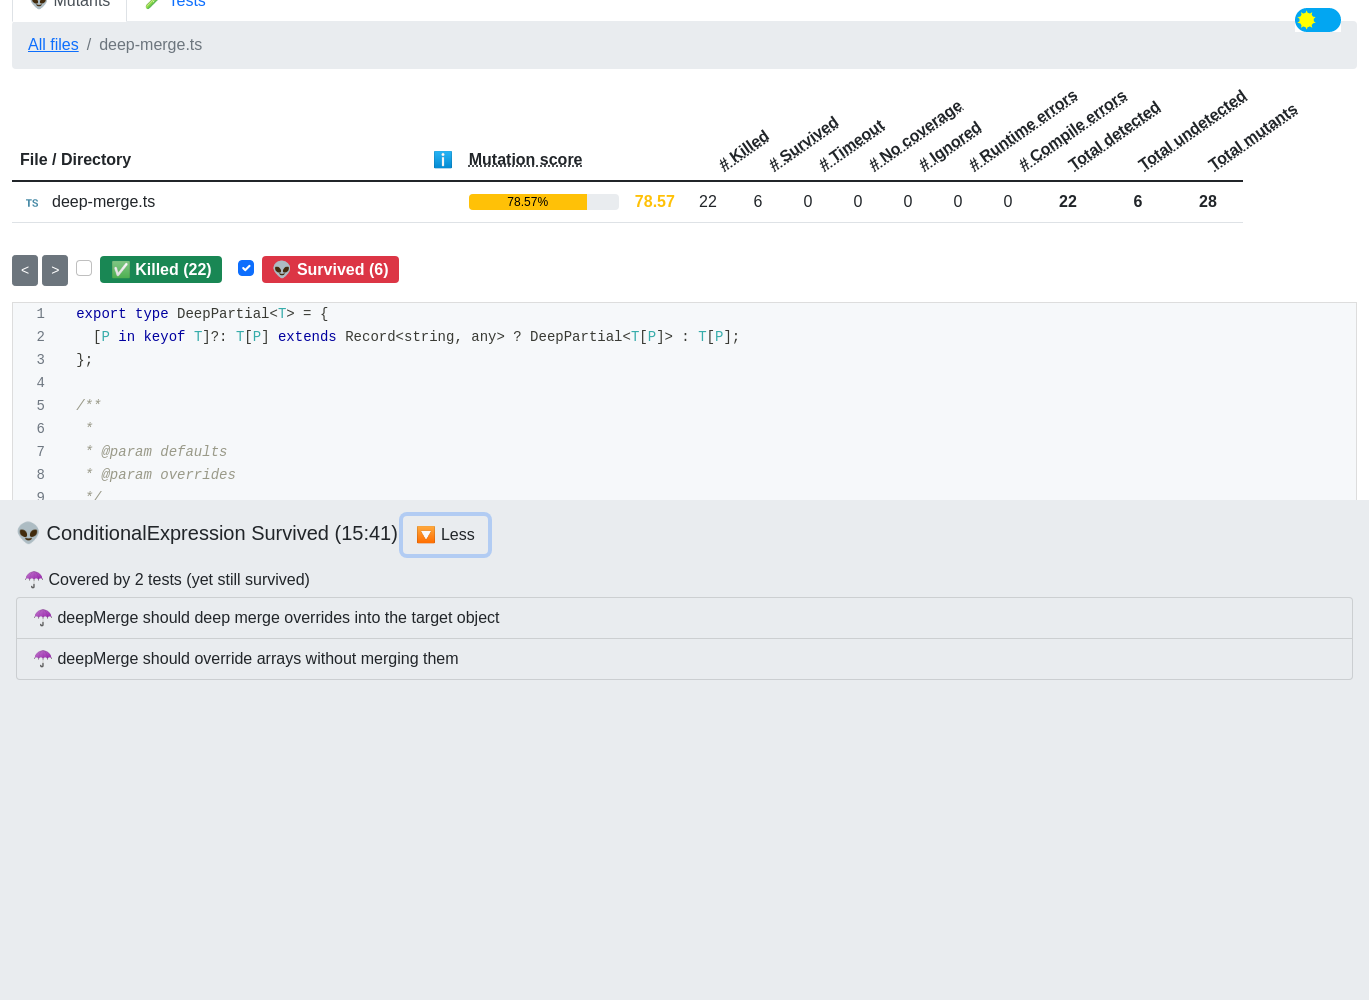 👽 Mutants 🧪 Tests
All files / deep-merge.ts
File / Directory ℹ️ Mutation score # Killed # Survived # Timeout # No coverage # Ignored # Runtime errors # Compile errors Total detected Total undetected Total mutants
TS deep-merge.ts 78.57% 78.57 22 6 0 0 0 0 0 22 6 28
< > ✅ Killed (22) 👽 Survived (6)
1 export type DeepPartial<T> = {
2 [P in keyof T]?: T[P] extends Record<string, any> ? DeepPartial<T[P]> : T[P];
3 };
4
5 /**
6 *
7 * @param defaults
8 * @param overrides
9 */
👽 ConditionalExpression Survived (15:41) 🔽 Less
☂️ Covered by 2 tests (yet still survived)
☂️ deepMerge should deep merge overrides into the target object
☂️ deepMerge should override arrays without merging them